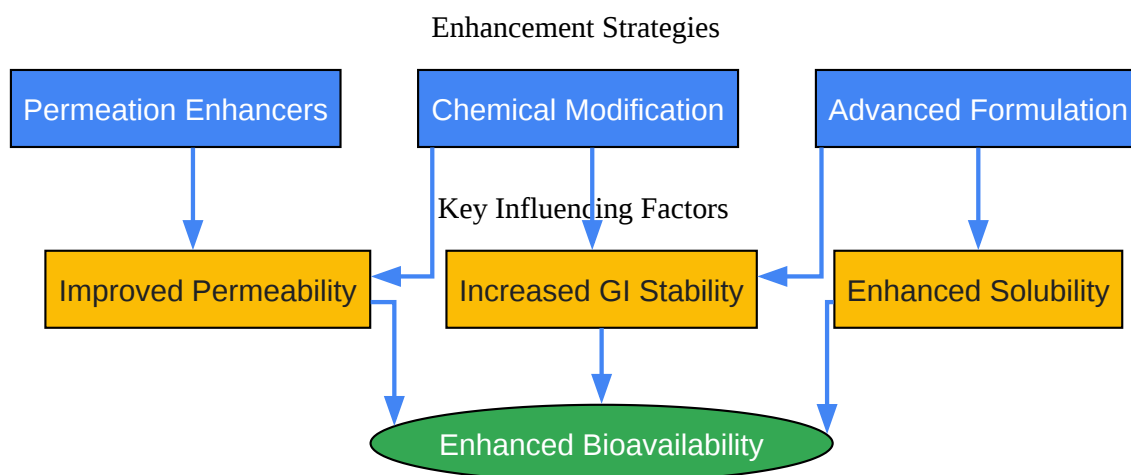 Enhancement Strategies
Permeation Enhancers
Chemical Modification
Advanced Formulation
Key Influencing Factors
Improved Permeability
Increased GI Stability
Enhanced Solubility
Enhanced Bioavailability